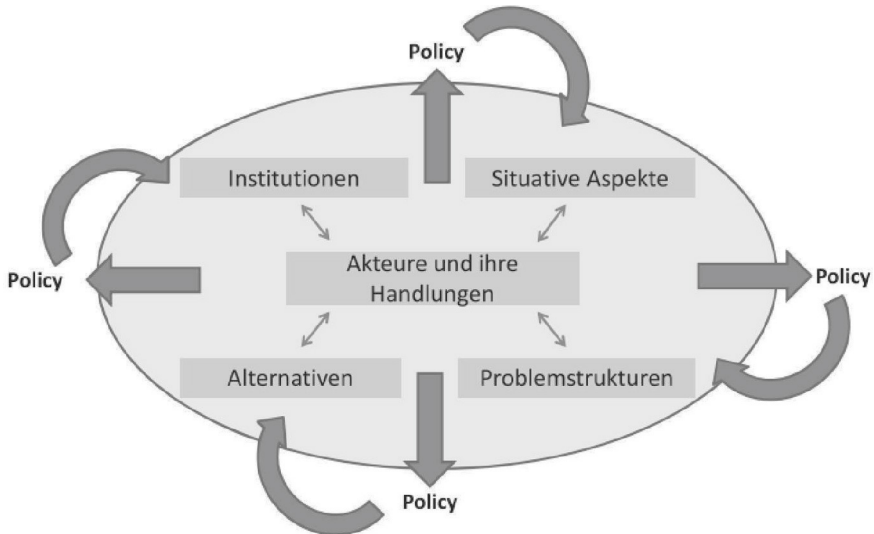 Policy
Institutionen
Situative Aspekte
Akteure und ihre
Handlungen
Policy
Policy
Alternativen
Problemstrukturen
Policy